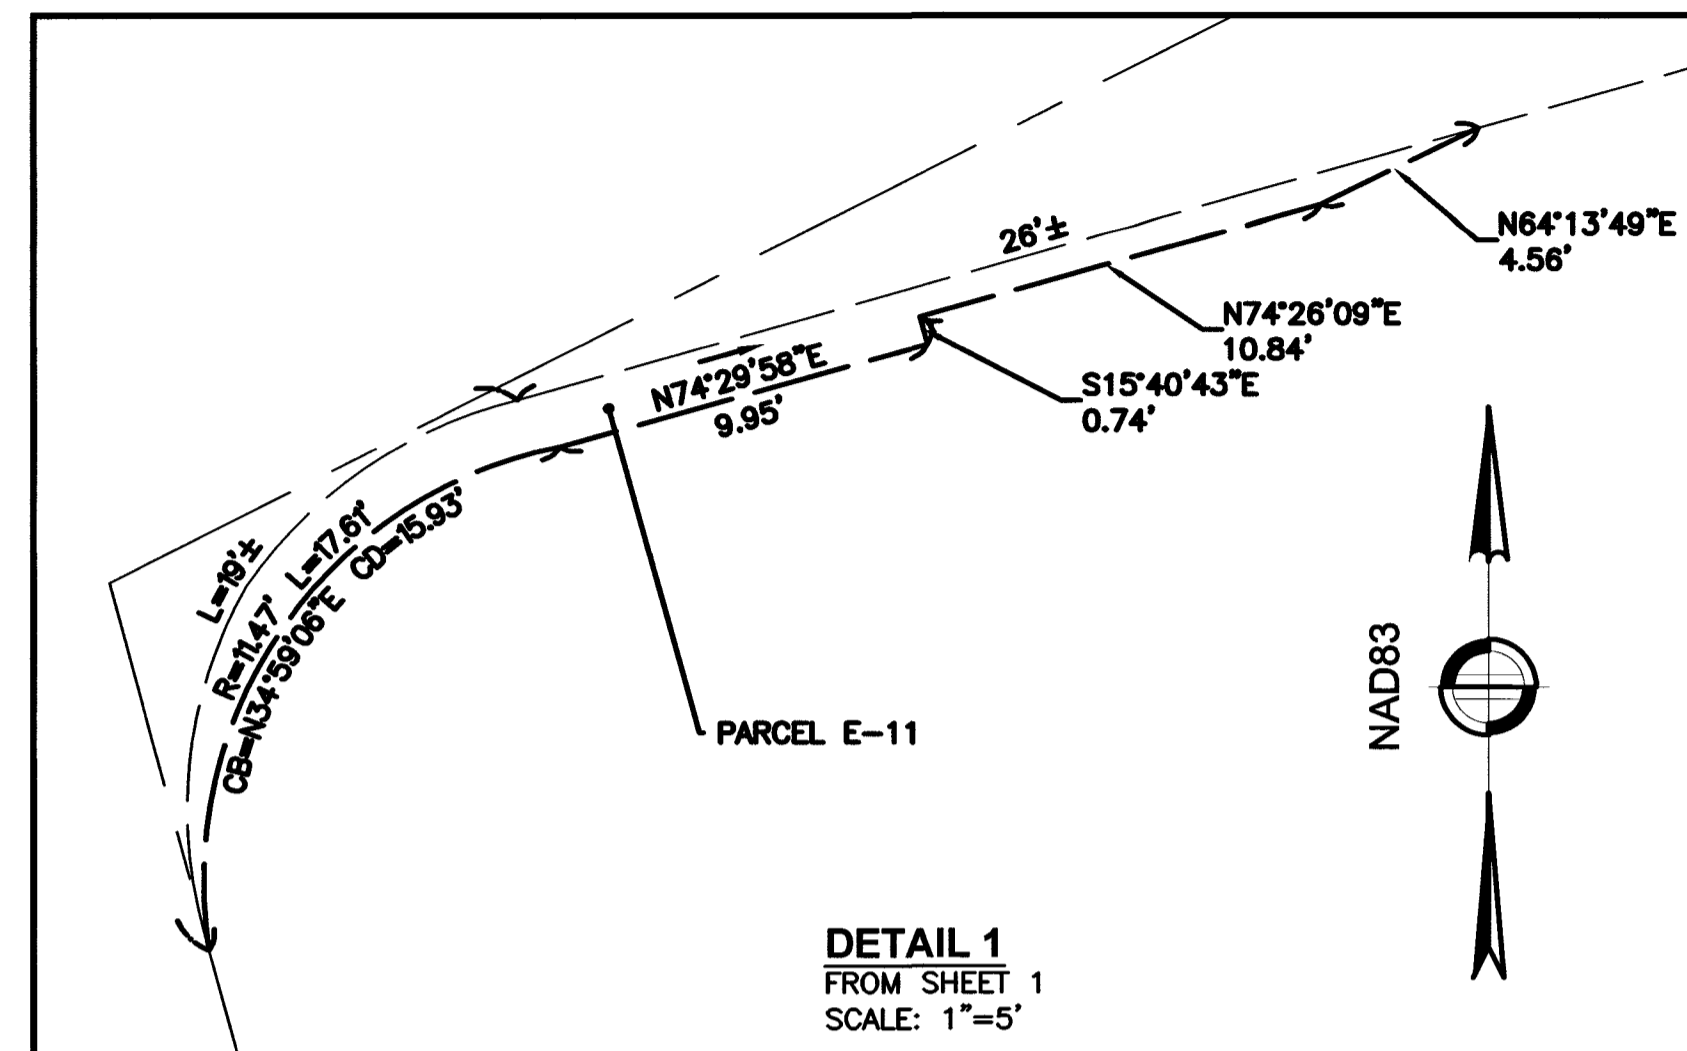 26'±
N64°13'49"E
4.56'
N74°26'09"E
10.84'
S15°40'43"E
0.74'
N74°29'58"E
9.95'
L=19'±
R=11.47' L=17.61'
CB=N34°59'06"E CD=15.93'
PARCEL E-11
NAD83
DETAIL 1
FROM SHEET 1
SCALE: 1"=5'